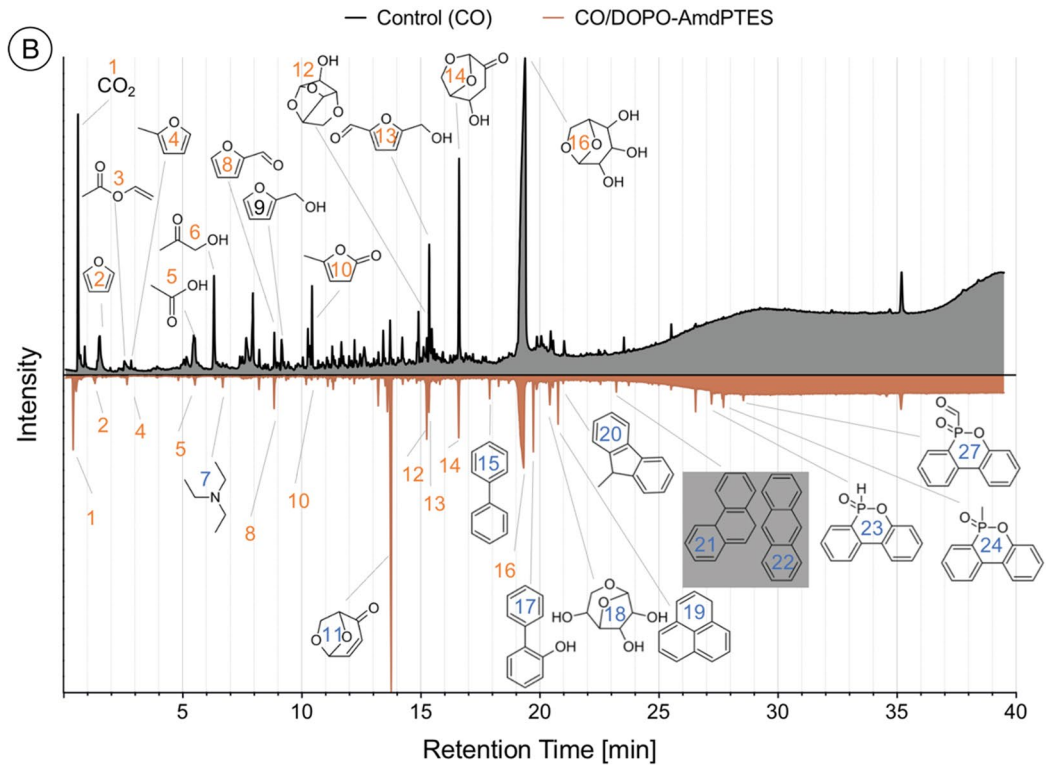 Control (CO) CO/DOPO-AmdPTES
B
1
CO₂
12
OH
O
O
O
14
O
O
O
OH
4
O
3
O
O
8
O
O
13
O
O
OH
16
O
O
OH
OH
OH
9
O
OH
6
O
OH
2
O
5
OH
O
10
O
O
Intensity
1
2
4
5
7
N
8
10
11
O
O
O
12
13
14
15
16
17
OH
18
O
O
HO
OH
OH
19
20
21
22
23
H
O
P
O
24
O
P
O
27
O
O
P
O
5 10 15 20 25 30 35 40
Retention Time [min]